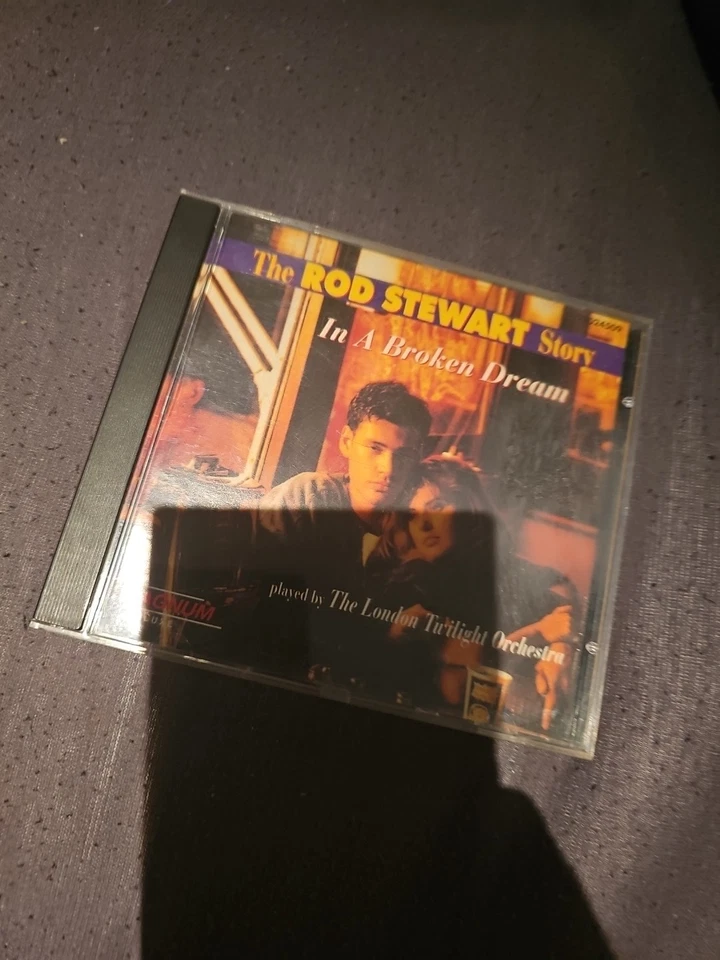 The ROD STEWART Story
In A Broken Dream
played by The London Twilight Orchestra